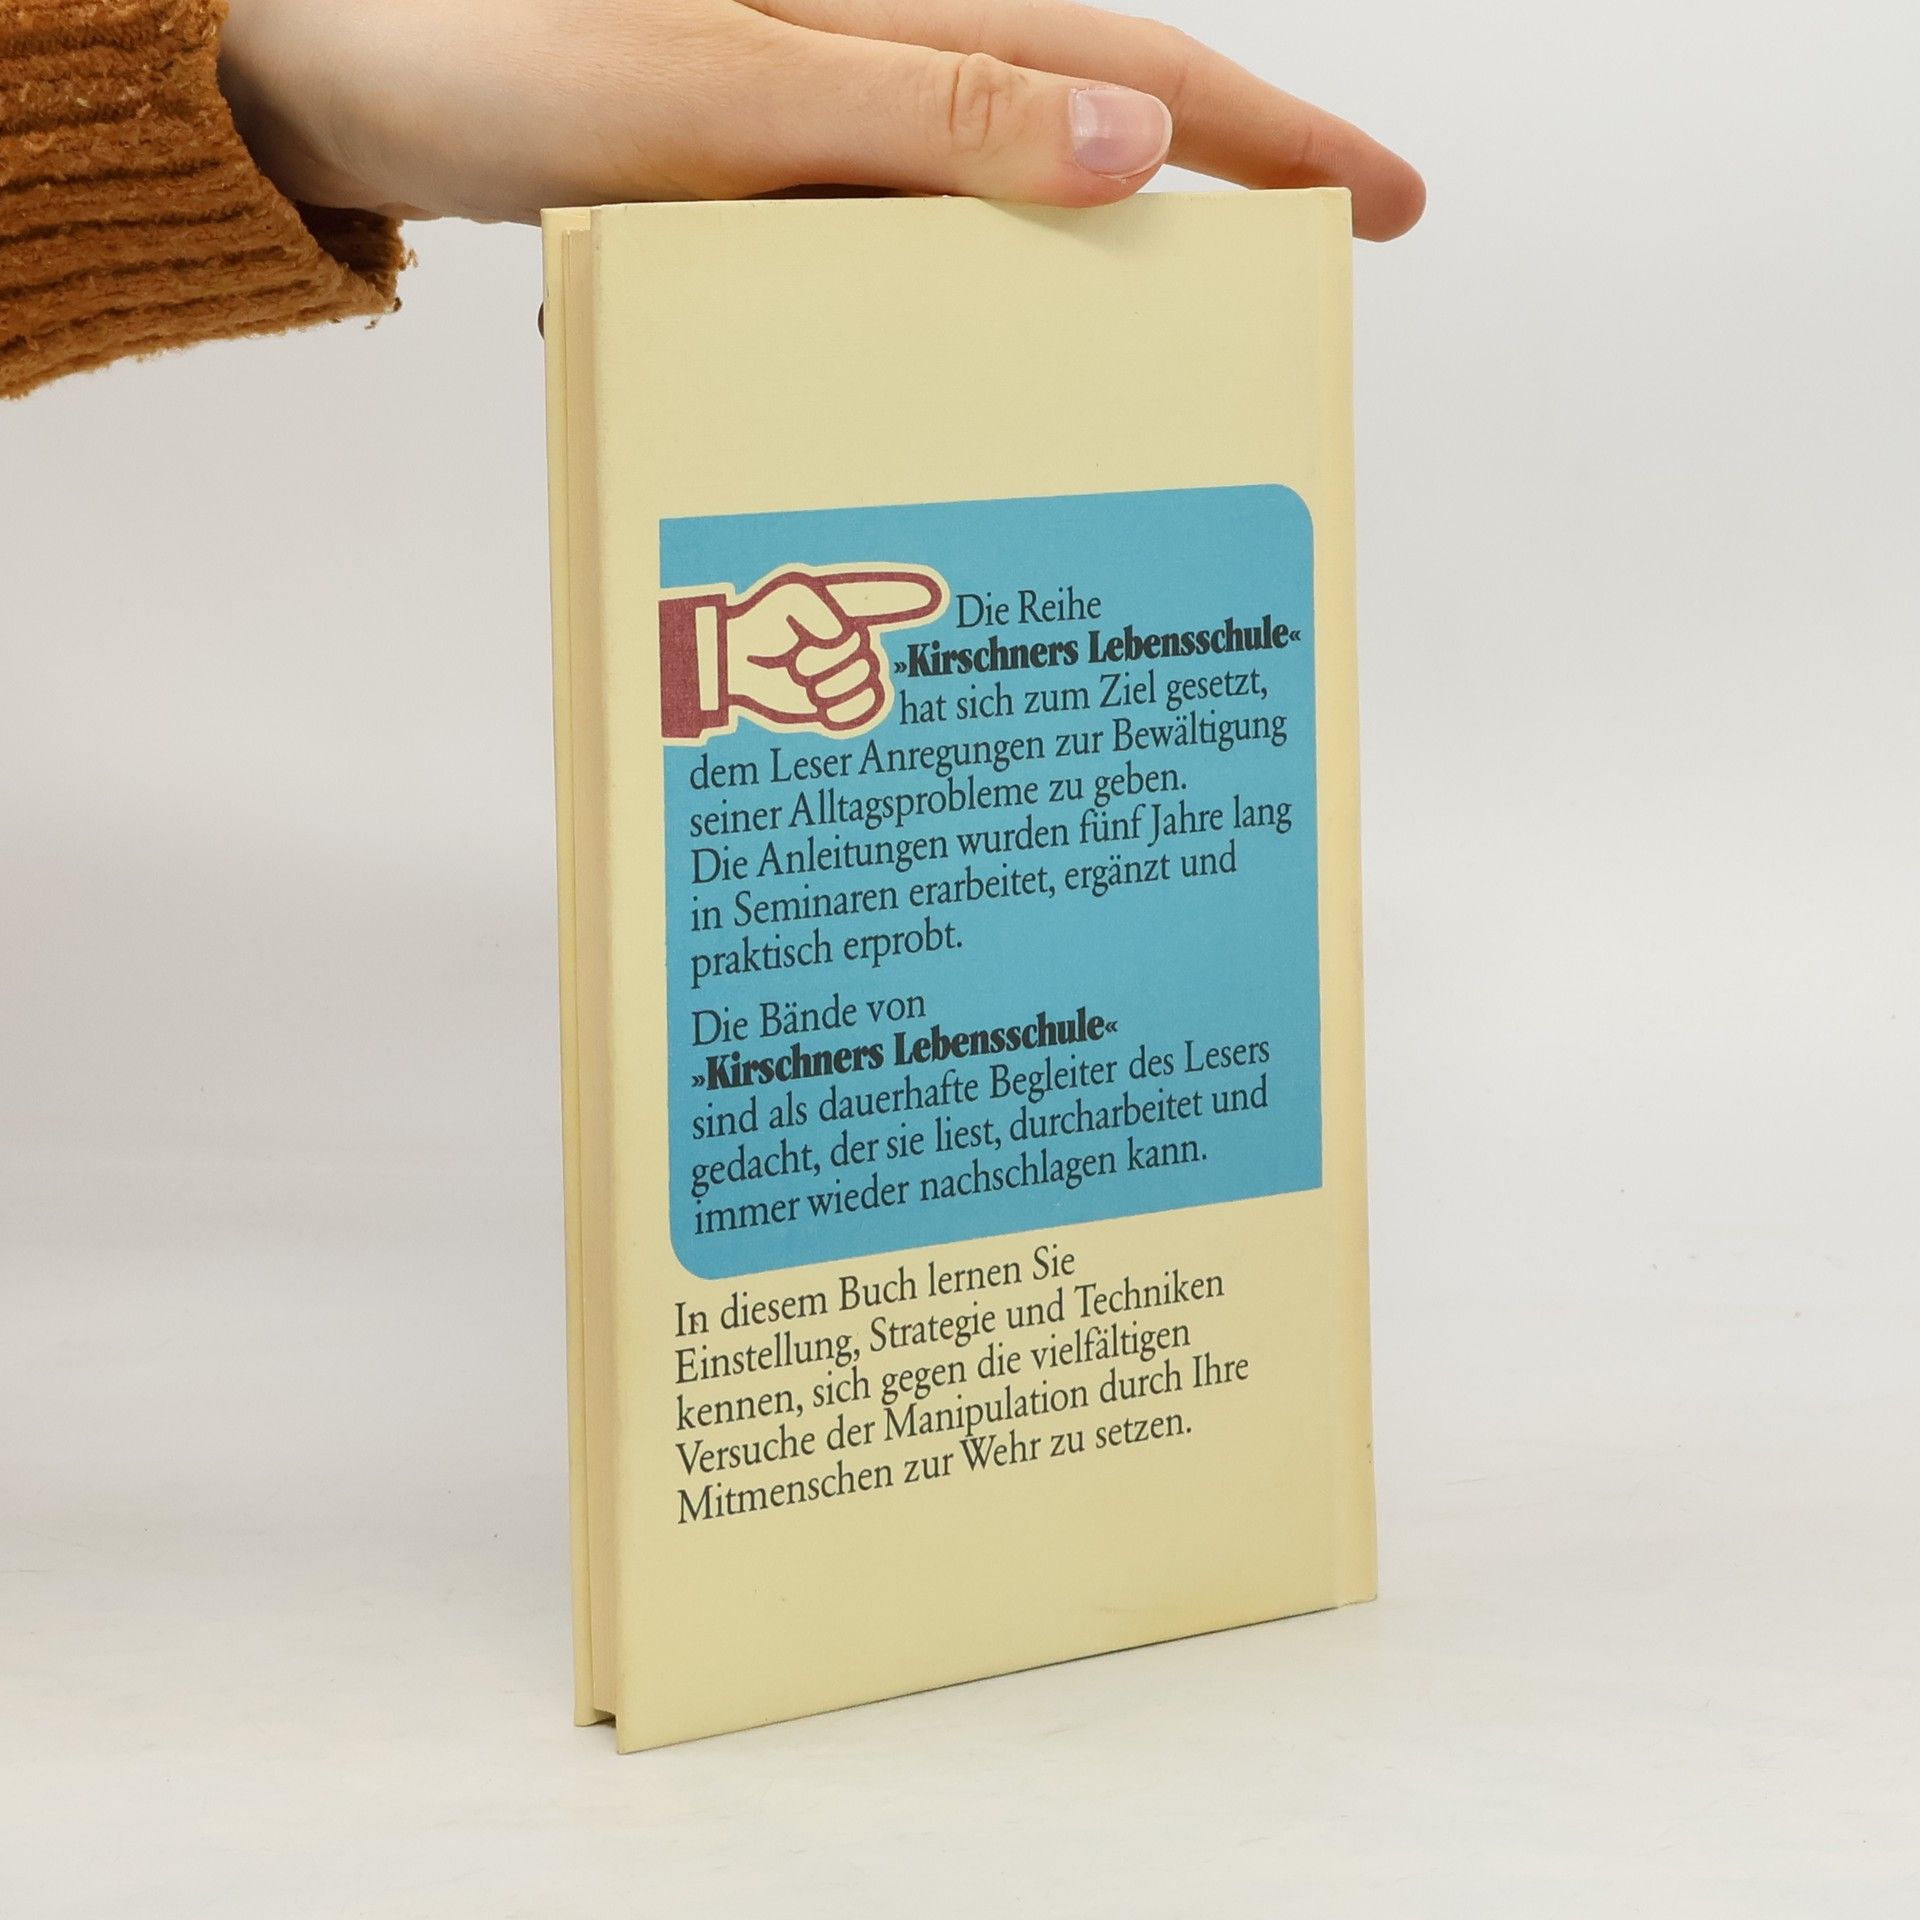 Die Reihe
»Kirschners Lebensschule«
hat sich zum Ziel gesetzt,
dem Leser Anregungen zur Bewältigung
seiner Alltagsprobleme zu geben.
Die Anleitungen wurden fünf Jahre lang
in Seminaren erarbeitet, ergänzt und
praktisch erprobt.
Die Bände von
»Kirschners Lebensschule«
sind als dauerhafte Begleiter des Lesers
gedacht, der sie liest, durcharbeitet und
immer wieder nachschlagen kann.
In diesem Buch lernen Sie
Einstellung, Strategie und Techniken
kennen, sich gegen die vielfältigen
Versuche der Manipulation durch Ihre
Mitmenschen zur Wehr zu setzen.